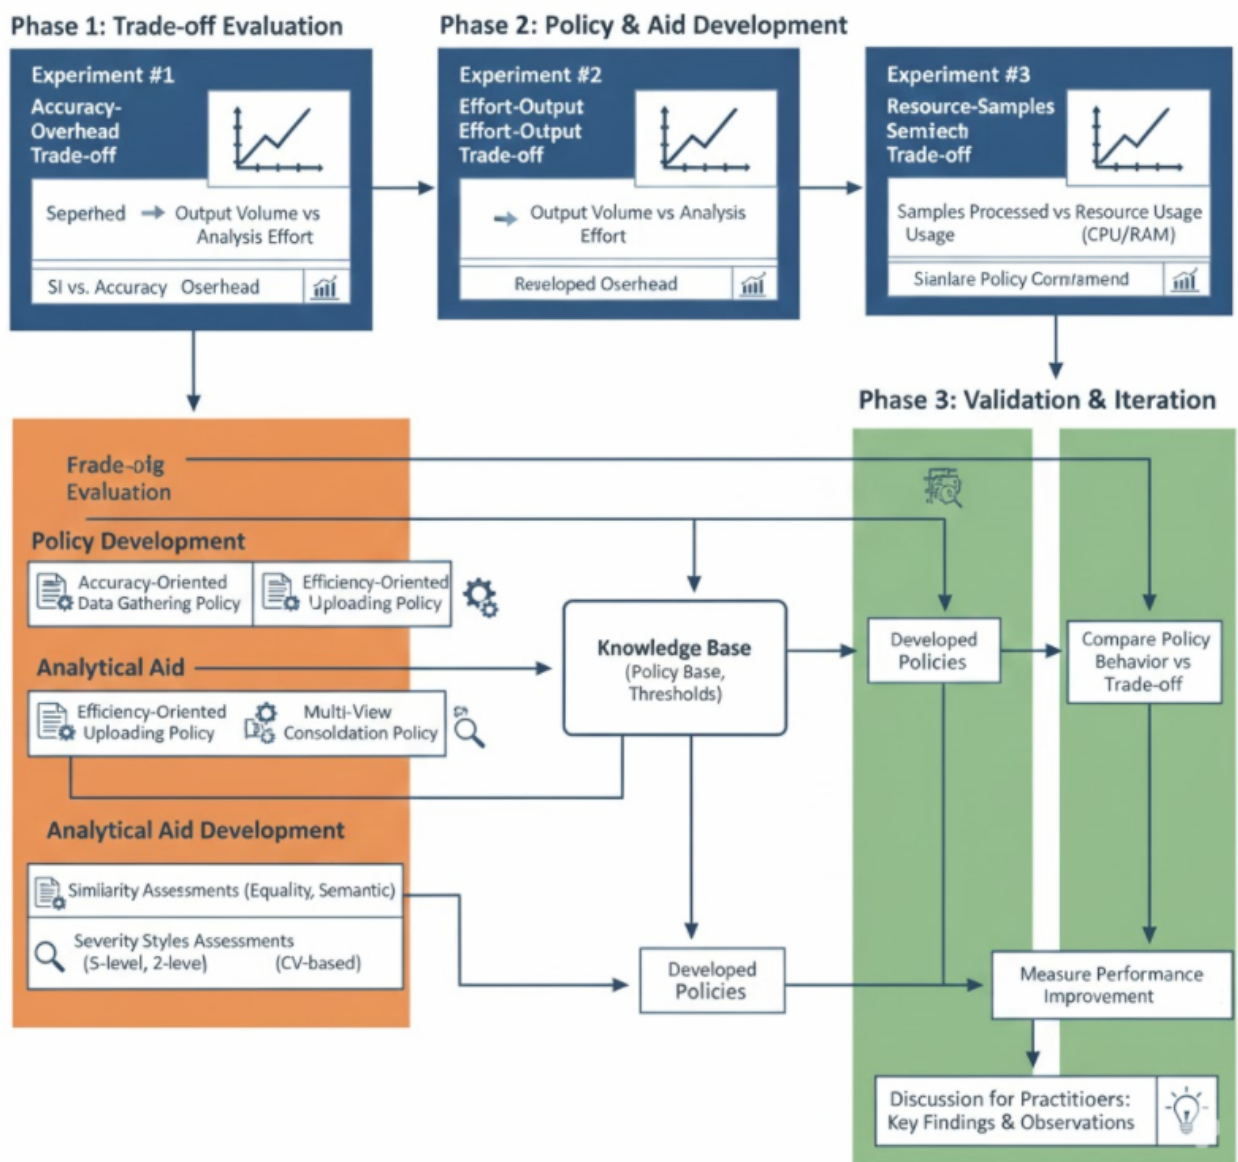 Phase 1: Trade-off Evaluation
Phase 2: Policy & Aid Development
Experiment #1
Accuracy-
Overhead
Trade-off
Seperhed → Output Volume vs
Analysis Effort
SI vs. Accuracy Oserhead
Experiment #2
Effort-Output
Effort-Output
Trade-off
→ Output Volume vs Analysis
Effort
Reveloped Oserhead
Experiment #3
Resource-Samples
Semtech
Trade-off
Samples Processed vs Resource Usage
Usage (CPU/RAM)
Sianlare Policy Corntamend
Phase 3: Validation & Iteration
Frade-olg
Evaluation
Policy Development
Accuracy-Oriented
Data Gathering Policy
Efficiency-Oriented
Uploading Policy
Analytical Aid
Efficiency-Oriented
Uploading Policy
Multi-View
Consoldation Policy
Analytical Aid Development
Similarity Assessments (Equality, Semantic)
Severity Styles Assessments
(S-level, 2-leve) (CV-based)
Knowledge Base
(Policy Base,
Thresholds)
Developed
Policies
Developed
Policies
Compare Policy
Behavior vs
Trade-off
Measure Performance
Improvement
Discussion for Practitioers:
Key Findings & Observations